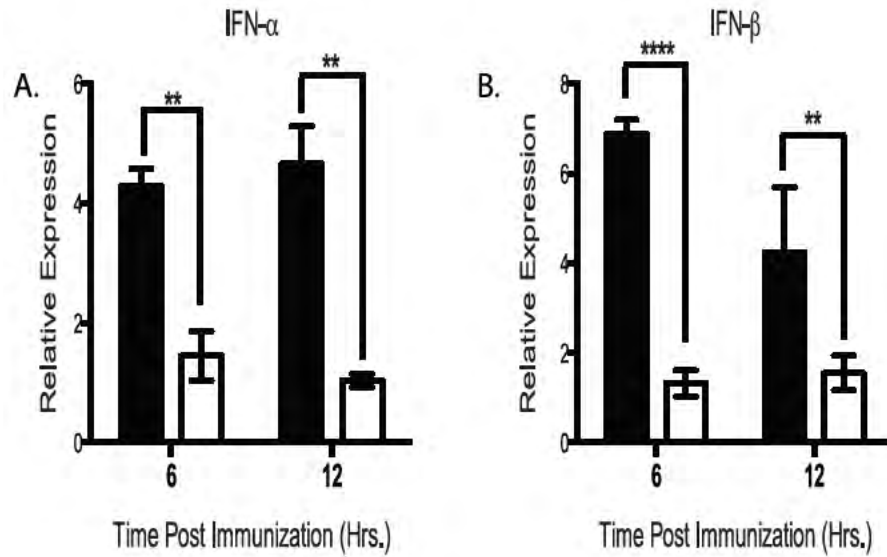 IFN-α
A.
**
**
6
4
2
0
Relative Expression
6
12
Time Post Immunization (Hrs.)
IFN-β
B.
****
**
8
6
4
2
0
Relative Expression
6
12
Time Post Immunization (Hrs.)